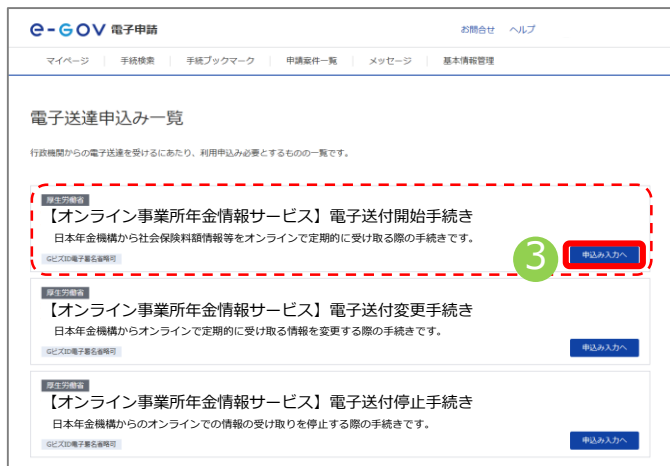 e-GOV 電子申請
お問合せ ヘルプ
マイページ 手続検索 手続ブックマーク 申請案件一覧 メッセージ 基本情報管理
電子送達申込み一覧
行政機関からの電子送達を受けるにあたり、利用申込み必要とするものの一覧です。
厚生労働省
【オンライン事業所年金情報サービス】電子送付開始手続き
日本年金機構から社会保険料額情報等をオンラインで定期的に受け取る際の手続きです。
GビズID電子署名省略可
3 申込み入力へ
厚生労働省
【オンライン事業所年金情報サービス】電子送付変更手続き
日本年金機構からオンラインで定期的に受け取る情報を変更する際の手続きです。
GビズID電子署名省略可
申込み入力へ
厚生労働省
【オンライン事業所年金情報サービス】電子送付停止手続き
日本年金機構からのオンラインでの情報の受け取りを停止する際の手続きです。
GビズID電子署名省略可
申込み入力へ